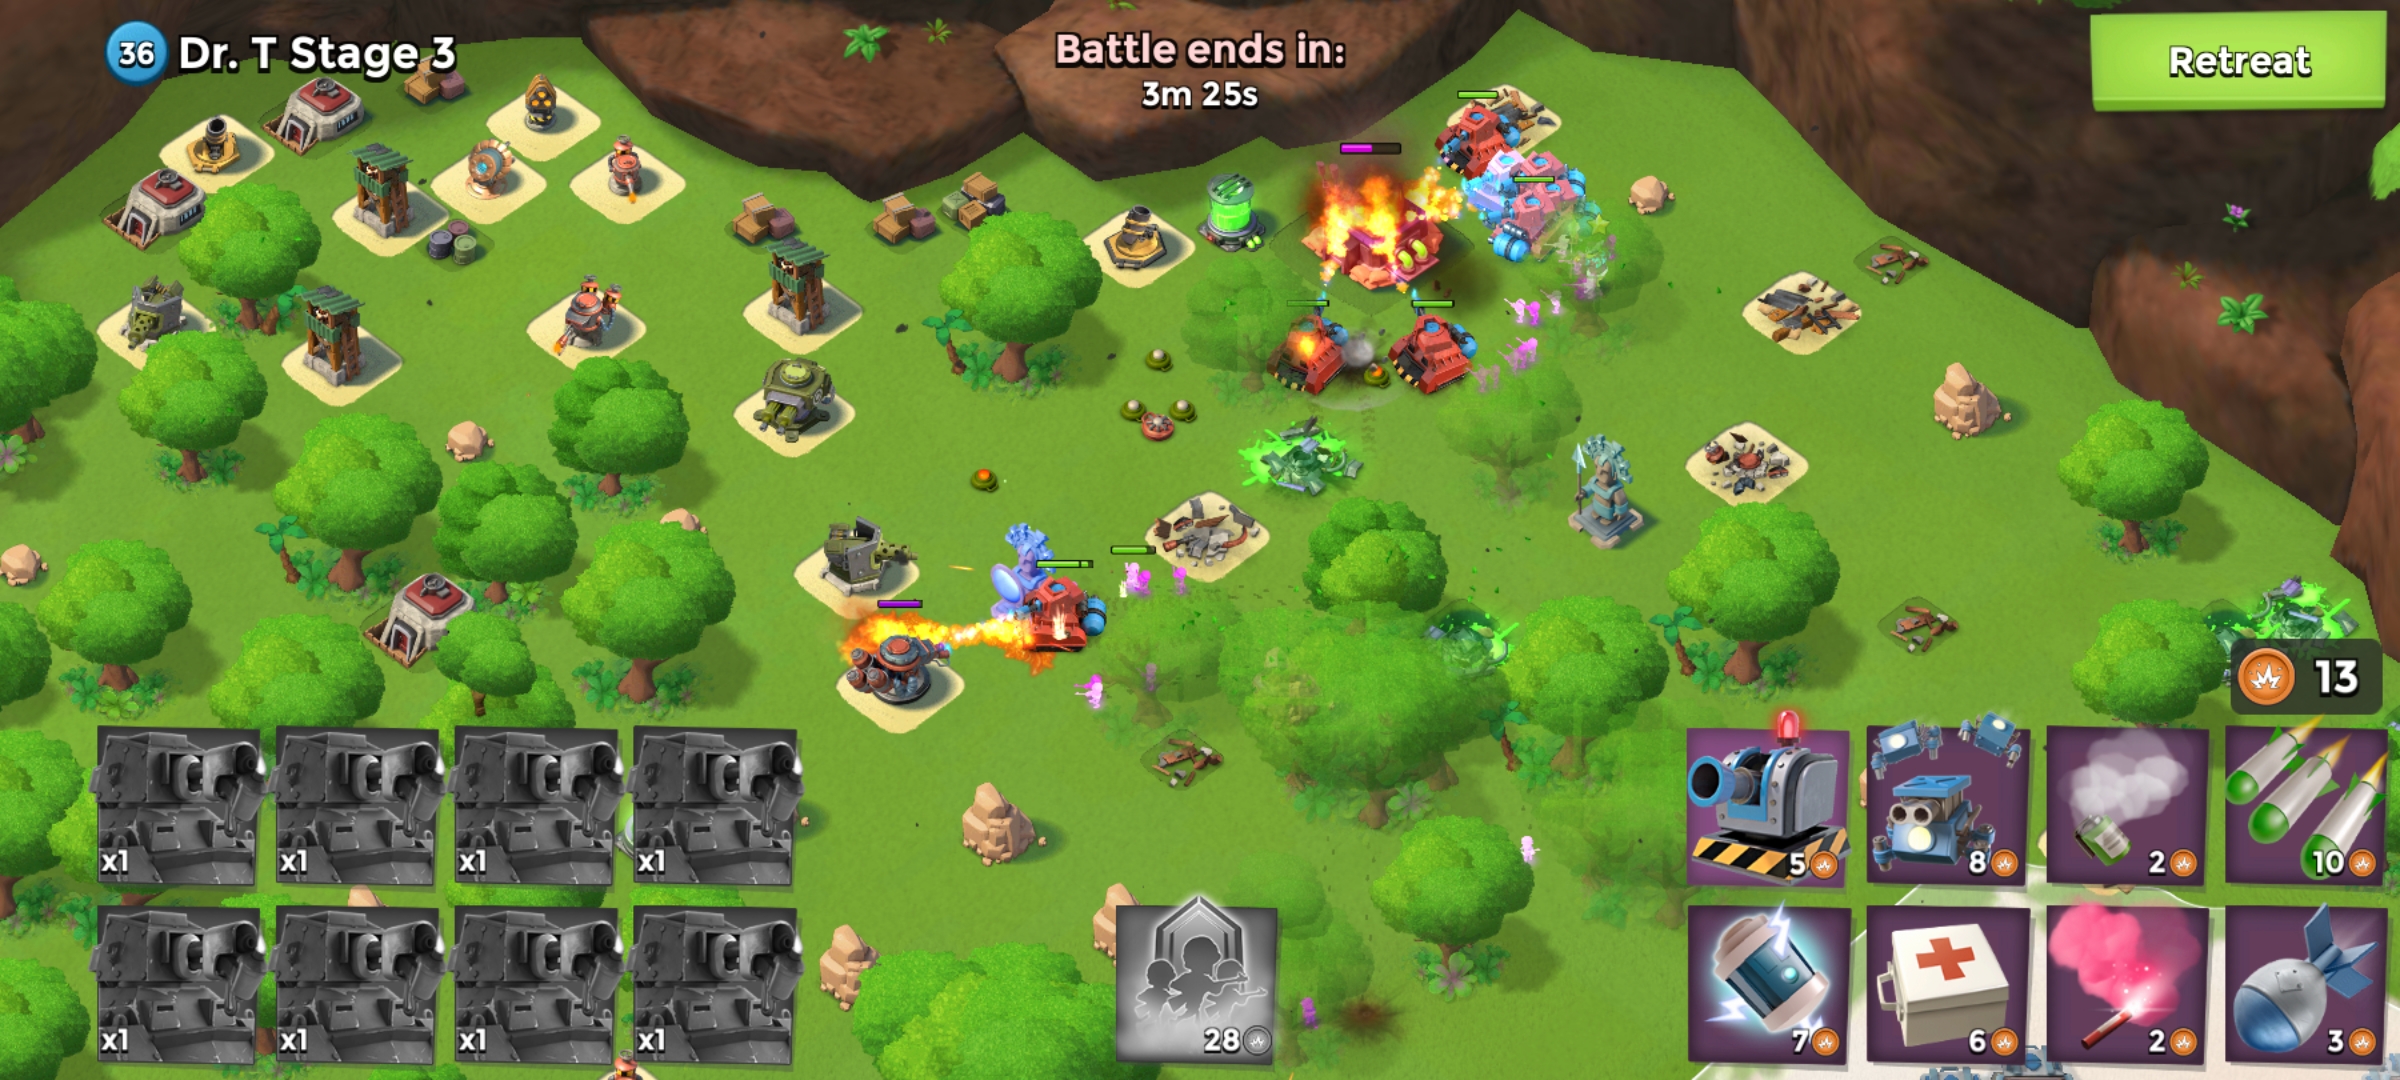 36 Dr. T Stage 3
Battle ends in:
3m 25s
Retreat
13
x1 x1 x1 x1
5 8 2 10
x1 x1 x1 x1
28
7 6 2 3